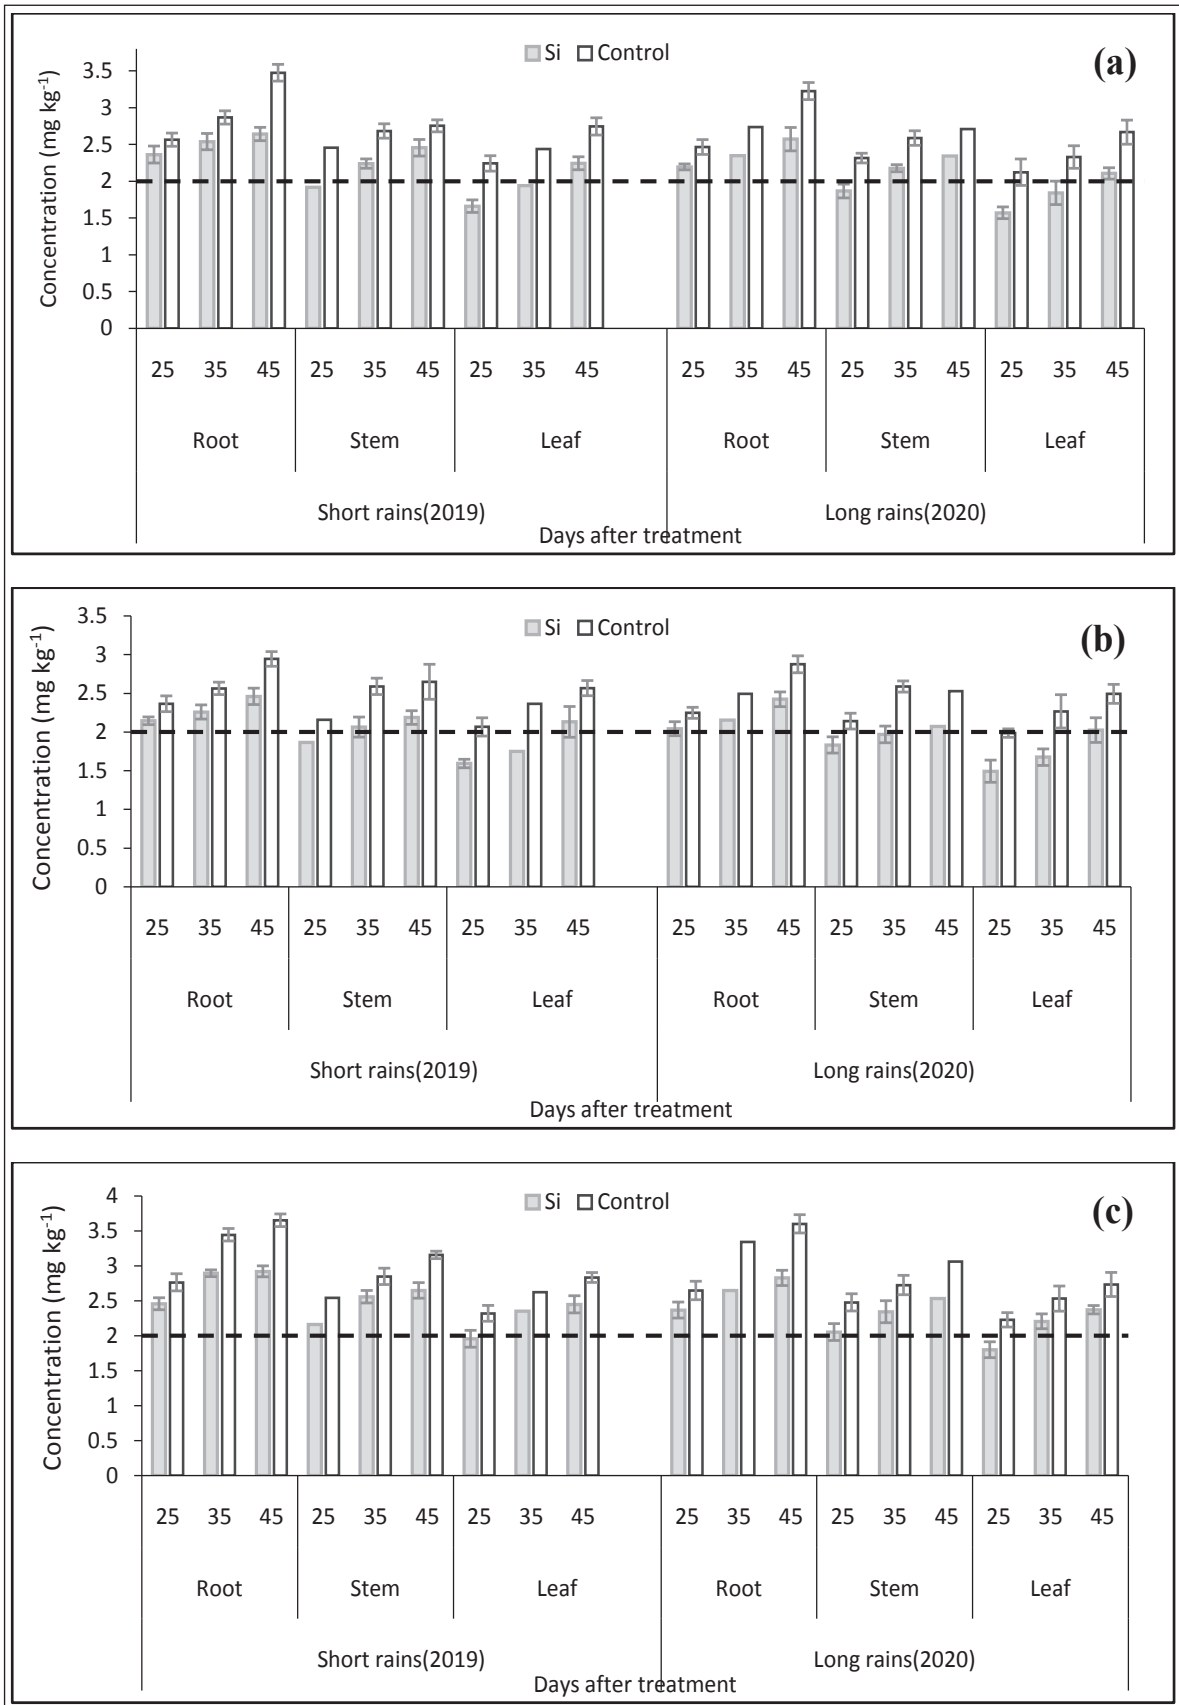 Si Control
(a)
Concentration (mg kg-1)
3.5
3
2.5
2
1.5
1
0.5
0
25 35 45 25 35 45 25 35 45 25 35 45 25 35 45 25 35 45
Root Stem Leaf Root Stem Leaf
Short rains(2019) Long rains(2020)
Days after treatment
Si Control
(b)
Concentration (mg kg-1)
3.5
3
2.5
2
1.5
1
0.5
0
25 35 45 25 35 45 25 35 45 25 35 45 25 35 45 25 35 45
Root Stem Leaf Root Stem Leaf
Short rains(2019) Long rains(2020)
Days after treatment
Si Control
(c)
Concentration (mg kg-1)
4
3.5
3
2.5
2
1.5
1
0.5
0
25 35 45 25 35 45 25 35 45 25 35 45 25 35 45 25 35 45
Root Stem Leaf Root Stem Leaf
Short rains(2019) Long rains(2020)
Days after treatment